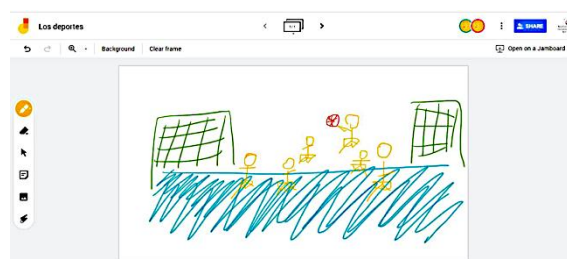 Los deportes
SHARE
Background
Clear frame
Open on a Jamboard